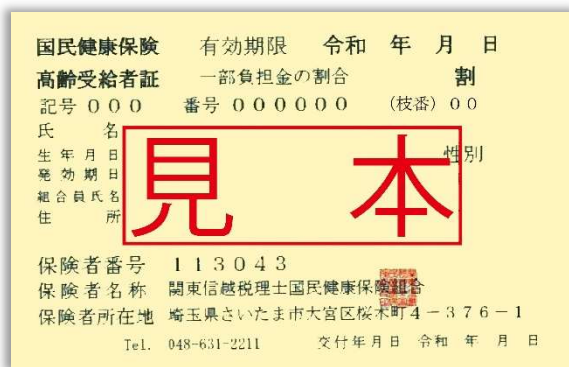 国民健康保険 有効期限 令和 年 月 日
高齢受給者証 一部負担金の割合 割
記号 000 番号 000000 (枝番) 00
氏 名
生年月日 性別
発効期日
組合員氏名
住 所
見 本
保険者番号 113043
保険者名称 関東信越税理士国民健康保険組合
保険者所在地 埼玉県さいたま市大宮区桜木町4-376-1
Tel. 048-631-2211 交付年月日 令和 年 月 日